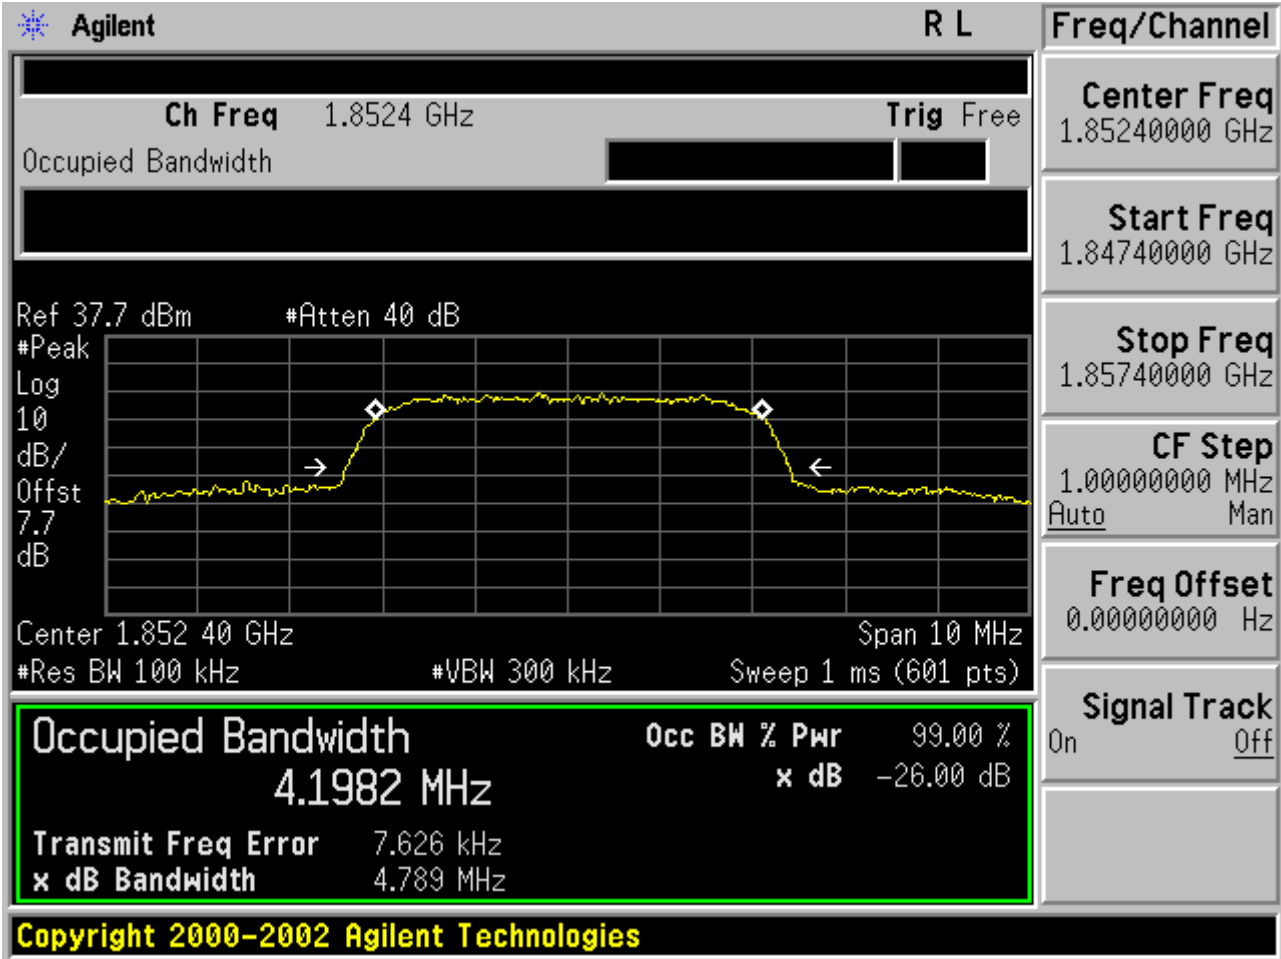 Agilent R L
Freq/Channel
Ch Freq 1.8524 GHz Trig Free
Occupied Bandwidth
Center Freq
1.85240000 GHz
Start Freq
1.84740000 GHz
Stop Freq
1.85740000 GHz
CF Step
1.00000000 MHz
Auto Man
Freq Offset
0.00000000 Hz
Signal Track
On Off
Ref 37.7 dBm #Atten 40 dB
#Peak
Log
10
dB/
Offst
7.7
dB
Center 1.852 40 GHz Span 10 MHz
#Res BW 100 kHz #VBW 300 kHz Sweep 1 ms (601 pts)
Occupied Bandwidth Occ BW % Pwr 99.00 %
4.1982 MHz x dB -26.00 dB
Transmit Freq Error 7.626 kHz
x dB Bandwidth 4.789 MHz
Copyright 2000-2002 Agilent Technologies